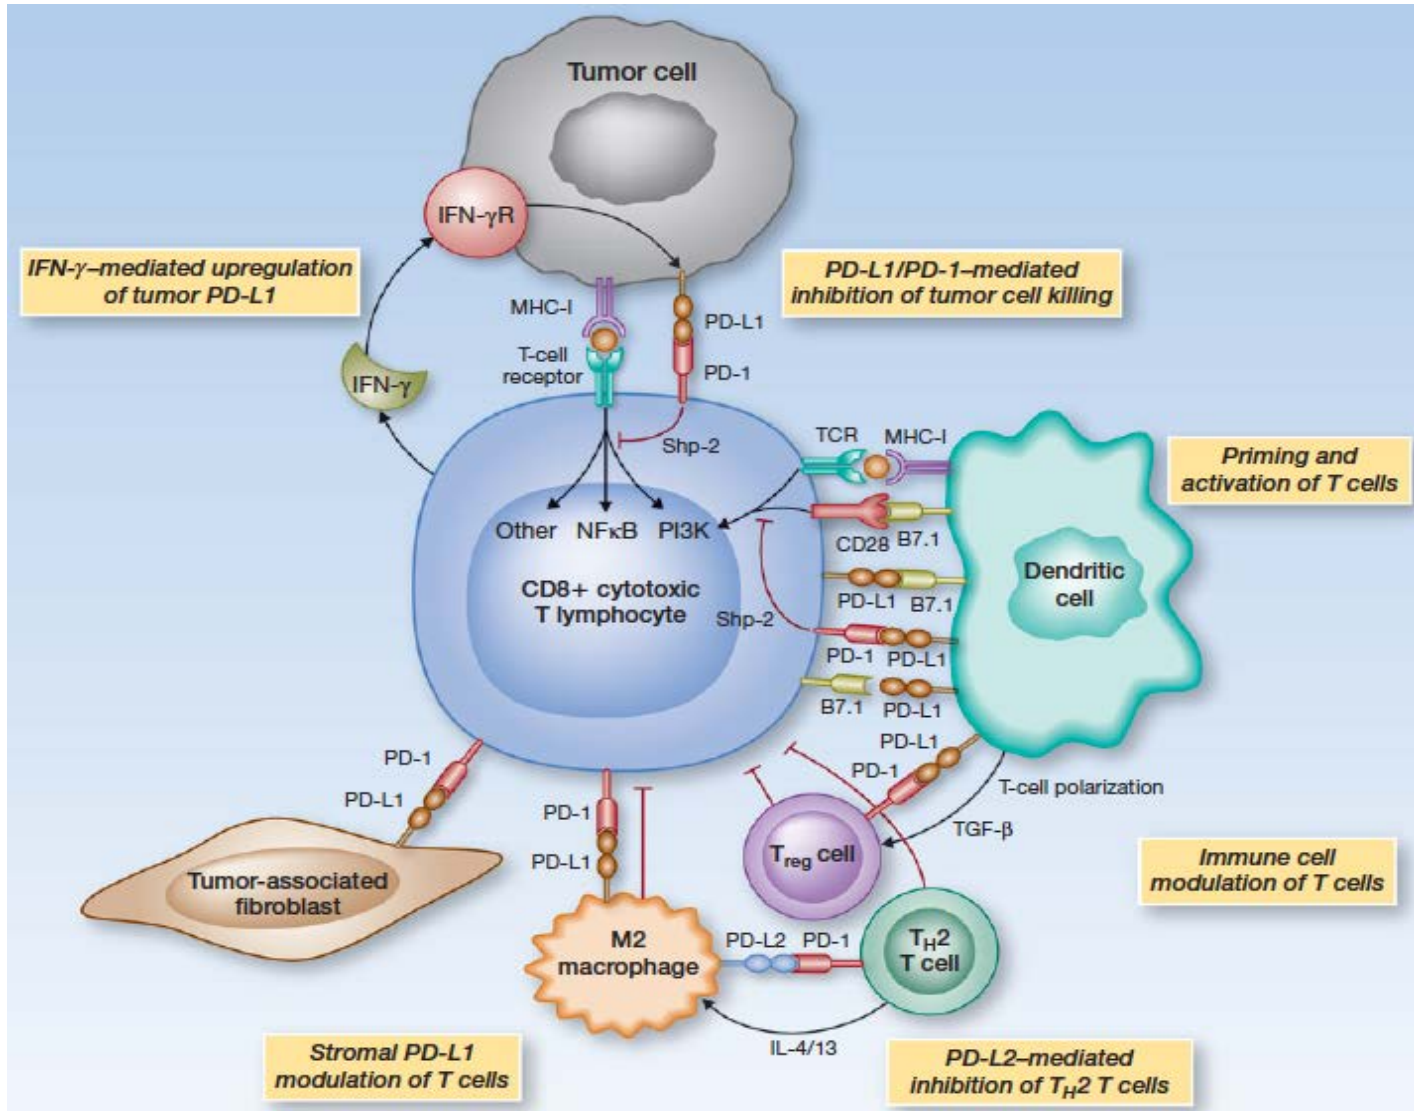 Tumor cell
IFN-γR
IFN-γ–mediated upregulation
of tumor PD-L1
PD-L1/PD-1–mediated
inhibition of tumor cell killing
MHC-I
PD-L1
T-cell
receptor
PD-1
IFN-γ
Shp-2
TCR
MHC-I
Priming and
activation of T cells
Other
NFκB
PI3K
CD28
B7.1
CD8+ cytotoxic
T lymphocyte
Dendritic
cell
PD-L1
B7.1
Shp-2
PD-1
PD-L1
B7.1
PD-L1
PD-L1
PD-1
T-cell polarization
TGF-β
PD-1
PD-L1
PD-1
PD-L1
Treg cell
Immune cell
modulation of T cells
Tumor-associated
fibroblast
M2
macrophage
PD-L2
PD-1
TH2
T cell
IL-4/13
Stromal PD-L1
modulation of T cells
PD-L2–mediated
inhibition of TH2 T cells